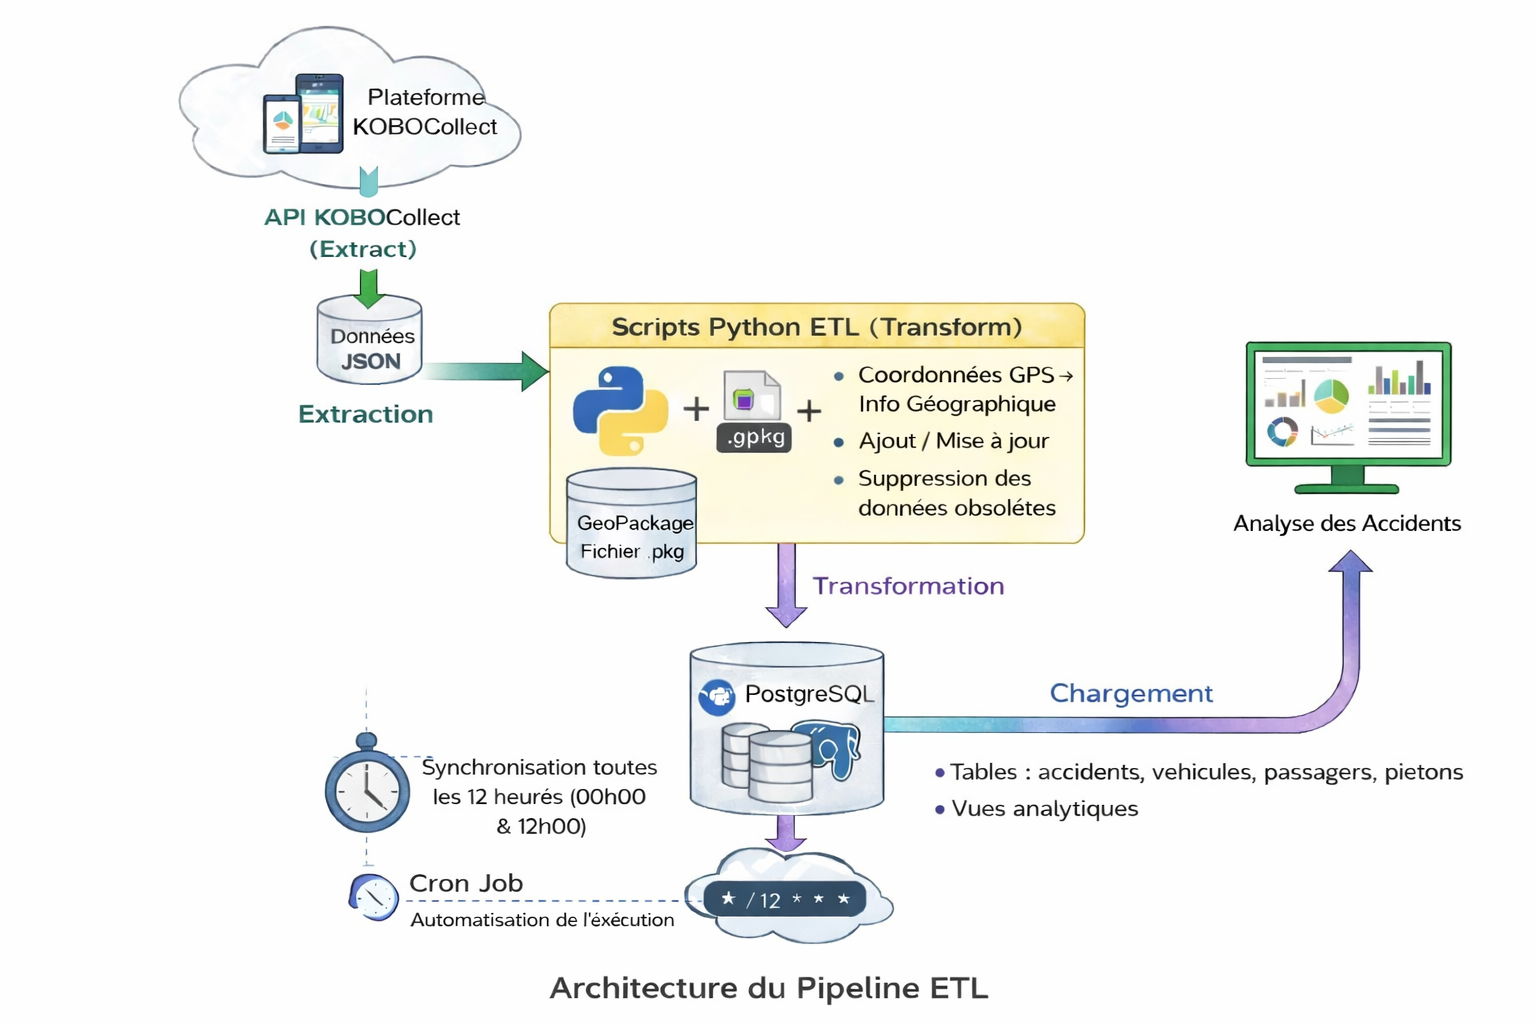 Plateforme
KOBOCollect
API KOBOCollect
(Extract)
Données
JSON
Extraction
Scripts Python ETL (Transform)
+
.gpkg
+
• Coordonnées GPS →
Info Géographique
• Ajout / Mise à jour
• Suppression des
données obsolétes
GeoPackage
Fichier .pkg
Transformation
Analyse des Accidents
PostgreSQL
Chargement
• Tables : accidents, vehicules, passagers, pietons
• Vues analytiques
Synchronisation toutes
les 12 heurés (00h00
& 12h00)
Cron Job
Automatisation de l'éxécution
* /12 * * *
Architecture du Pipeline ETL